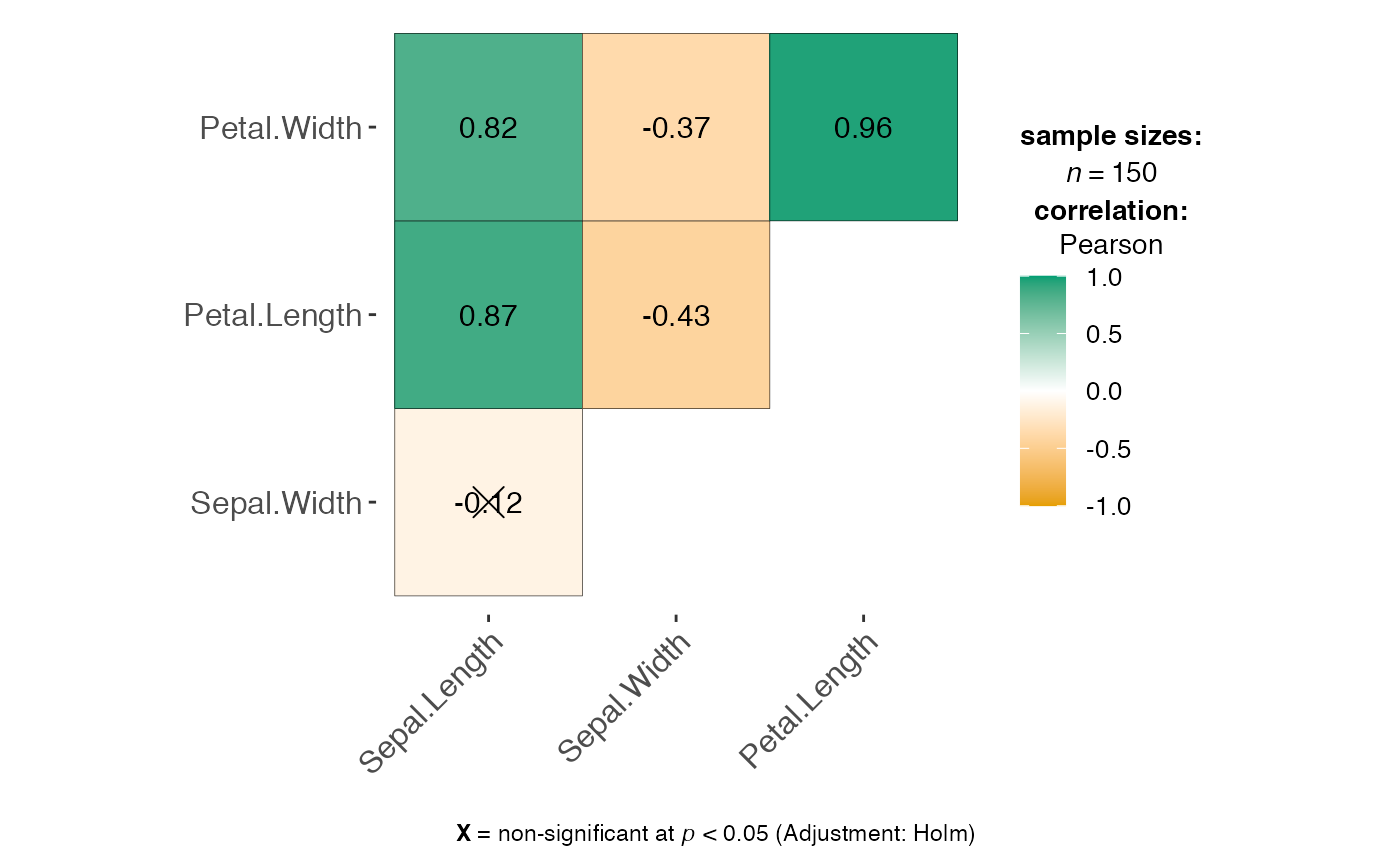 Petal.Width
0.82
-0.37
0.96
Petal.Length
0.87
-0.43
Sepal.Width
-0.12
Sepal.Length
Sepal.Width
Petal.Length
sample sizes:
n = 150
correlation:
Pearson
1.0
0.5
0.0
-0.5
-1.0
X = non-significant at p < 0.05 (Adjustment: Holm)